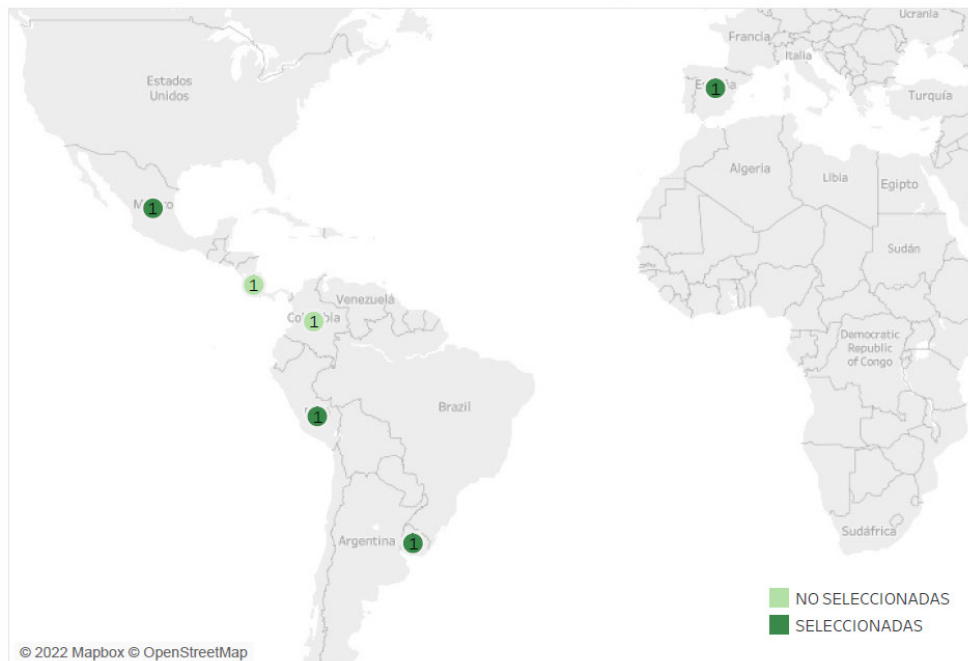 Ucrania
Francia
Italia
Estados
Unidos
1
Turquía
Algeria
Libia
Egipto
1
Sudán
1
Venezuela
1
Colombia
Democratic
Republic
of Congo
Brazil
1
Argentina
1
Sudáfrica
NO SELECCIONADAS
SELECCIONADAS
© 2022 Mapbox © OpenStreetMap